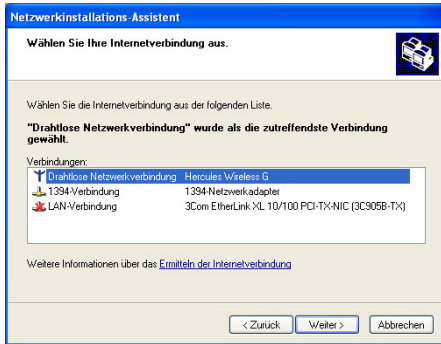 Netzwerkinstallations-Assistent
Wählen Sie Ihre Internetverbindung aus.
Wählen Sie die Internetverbindung aus der folgenden Liste.
"Drahtlose Netzwerkverbindung" wurde als die zutreffendste Verbindung
gewählt.
Verbindungen:
Drahtlose Netzwerkverbindung Hercules Wireless G
1394-Verbindung 1394-Netzwerkadapter
LAN-Verbindung 3Com EtherLink XL 10/100 PCI-TX-NIC (3C905B-TX)
Weitere Informationen über das Ermitteln der Internetverbindung
< Zurück Weiter > Abbrechen